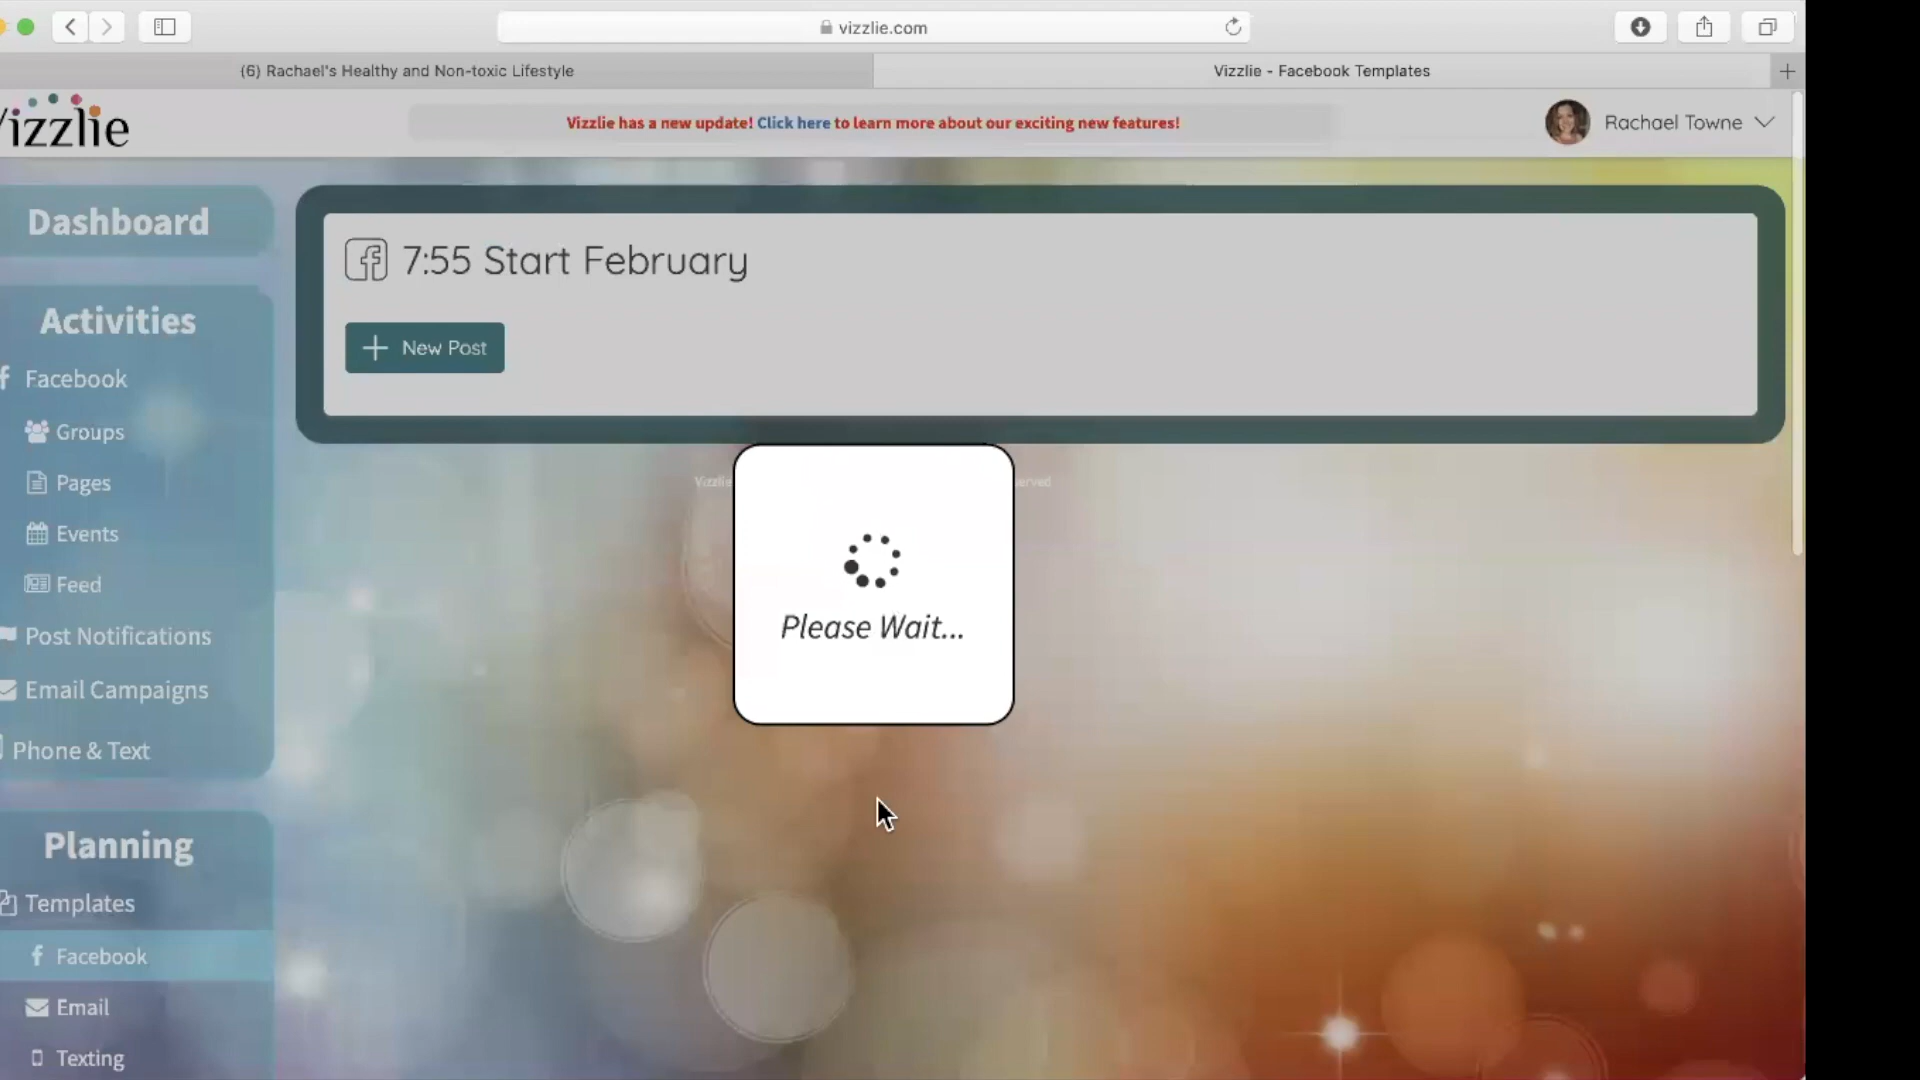 vizzlie.com
(6) Rachael's Healthy and Non-toxic Lifestyle
Vizzlie - Facebook Templates
Vizzlie
Vizzlie has a new update! Click here to learn more about our exciting new features!
Rachael Towne
Dashboard
7:55 Start February
New Post
Activities
Facebook
Groups
Pages
Events
Feed
Post Notifications
Email Campaigns
Phone & Text
Vizzlie
Please Wait...
Planning
Templates
Facebook
Email
Texting